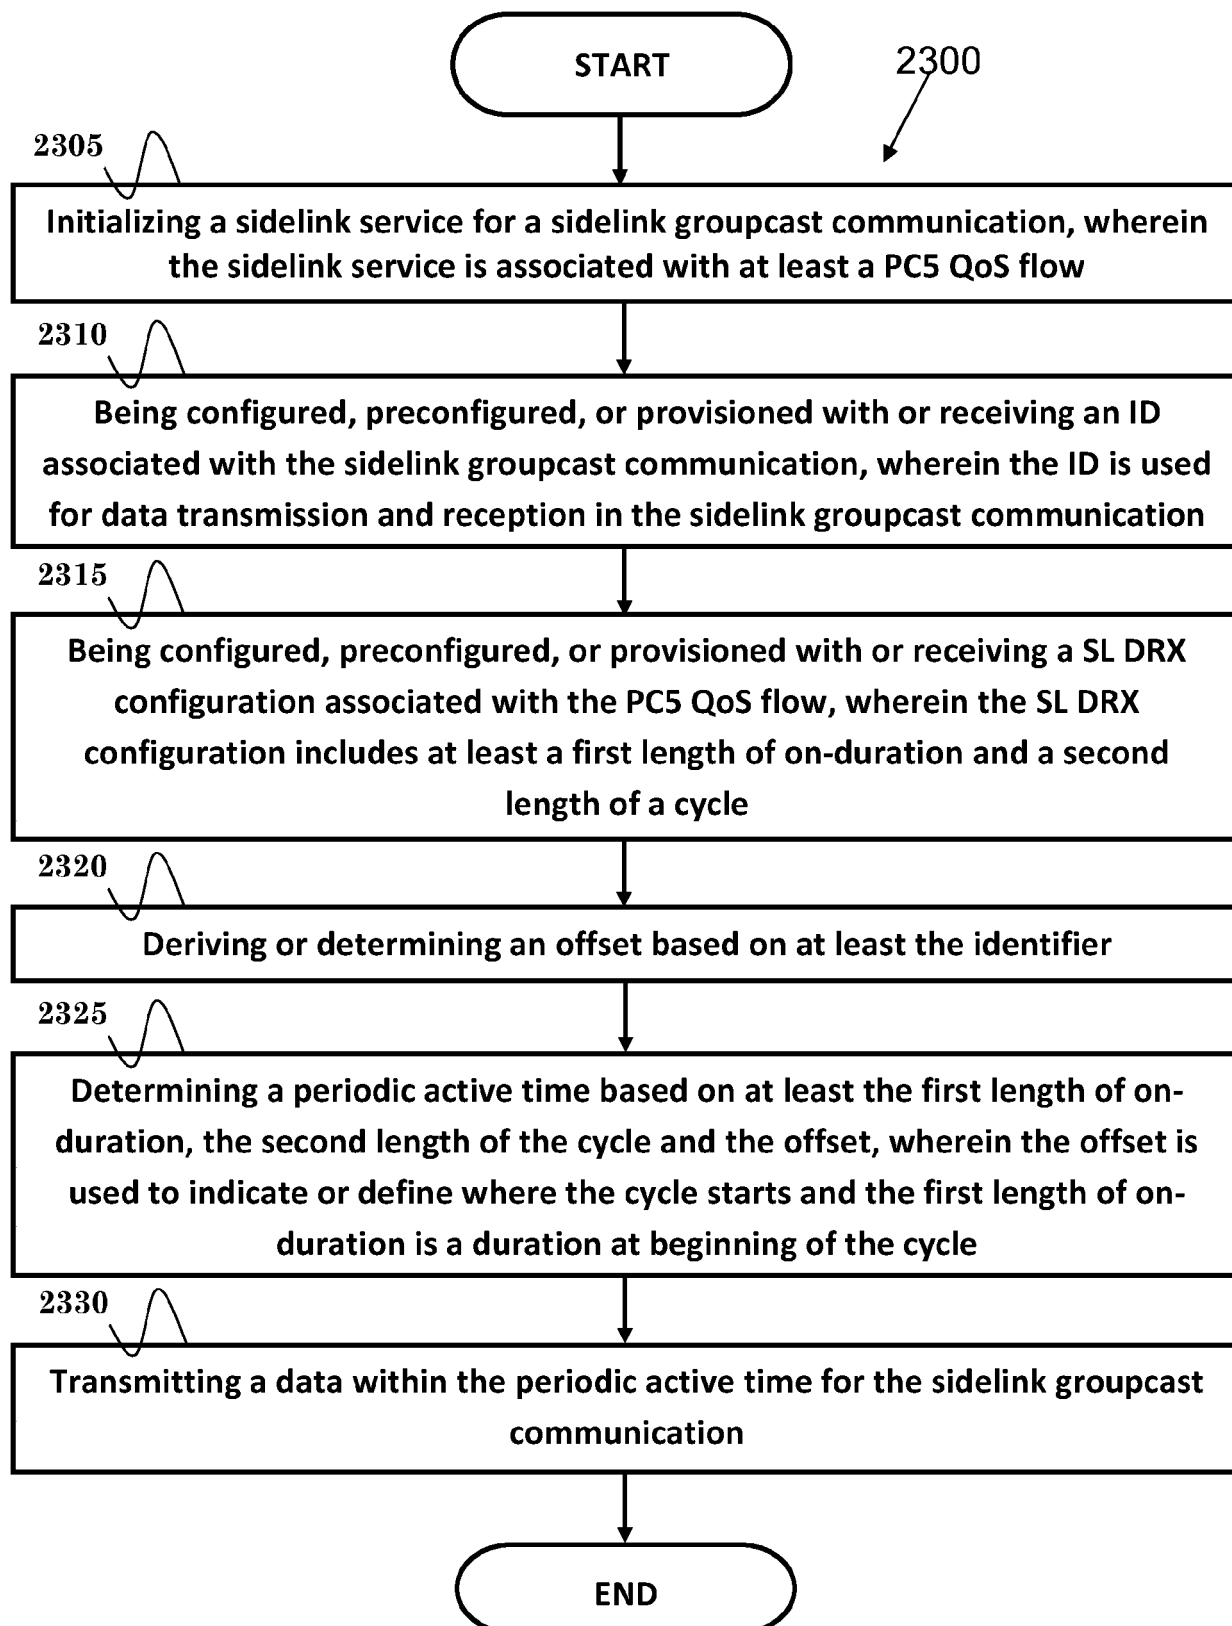 START
2300
2305
Initializing a sidelink service for a sidelink groupcast communication, wherein
the sidelink service is associated with at least a PC5 QoS flow
2310
Being configured, preconfigured, or provisioned with or receiving an ID
associated with the sidelink groupcast communication, wherein the ID is used
for data transmission and reception in the sidelink groupcast communication
2315
Being configured, preconfigured, or provisioned with or receiving a SL DRX
configuration associated with the PC5 QoS flow, wherein the SL DRX
configuration includes at least a first length of on-duration and a second
length of a cycle
2320
Deriving or determining an offset based on at least the identifier
2325
Determining a periodic active time based on at least the first length of on-
duration, the second length of the cycle and the offset, wherein the offset is
used to indicate or define where the cycle starts and the first length of on-
duration is a duration at beginning of the cycle
2330
Transmitting a data within the periodic active time for the sidelink groupcast
communication
END